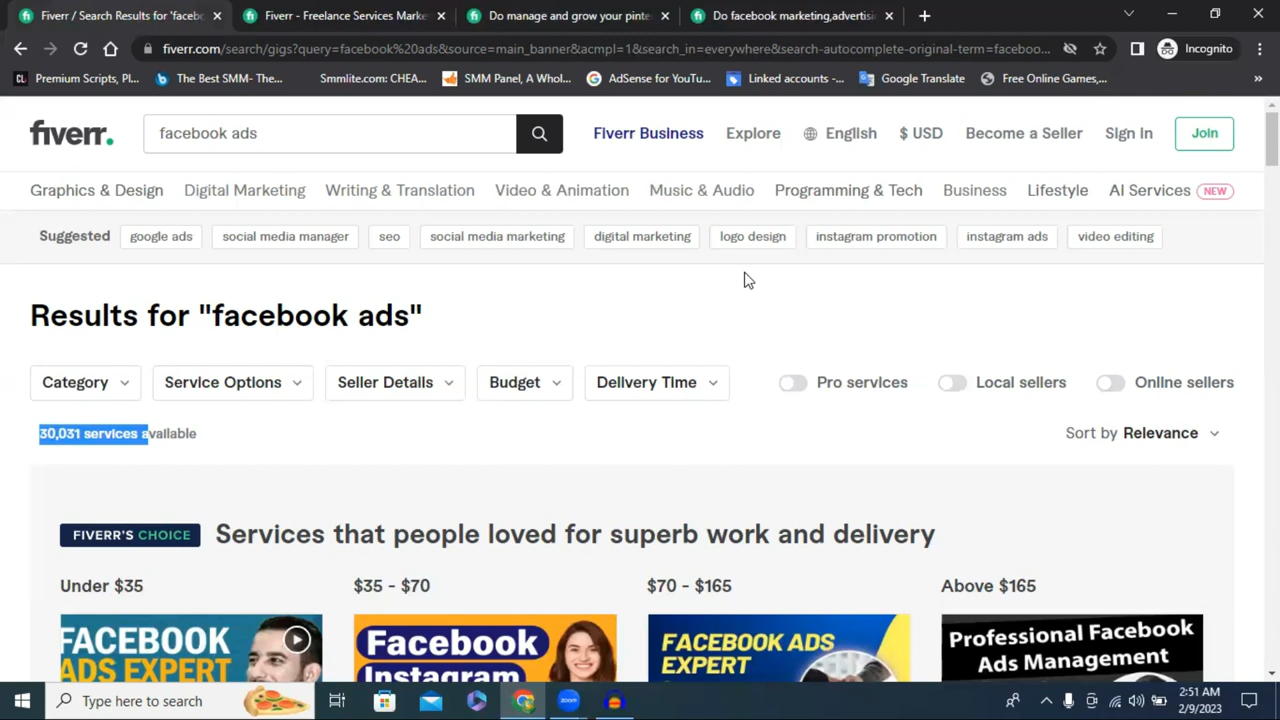 Fiverr / Search Results for 'faceb
Fiverr - Freelance Services Marke
Do manage and grow your pinte
Do facebook marketing,advertisi
fiverr.com/search/gigs?query=facebook%20ads&source=main_banner&acmpl=1&search_in=everywhere&search-autocomplete-original-term=faceboo...
Incognito
Premium Scripts, Pl...
The Best SMM- The...
Smmlite.com: CHEA...
SMM Panel, A Whol...
AdSense for YouTu...
Linked accounts -...
Google Translate
Free Online Games,...
fiverr.
facebook ads
Fiverr Business
Explore
English
$ USD
Become a Seller
Sign In
Join
Graphics & Design
Digital Marketing
Writing & Translation
Video & Animation
Music & Audio
Programming & Tech
Business
Lifestyle
AI Services NEW
Suggested
google ads
social media manager
seo
social media marketing
digital marketing
logo design
instagram promotion
instagram ads
video editing
Results for "facebook ads"
Category
Service Options
Seller Details
Budget
Delivery Time
Pro services
Local sellers
Online sellers
30,031 services available
Sort by Relevance
FIVERR'S CHOICE
Services that people loved for superb work and delivery
Under $35
$35 - $70
$70 - $165
Above $165
FACEBOOK
ADS EXPERT
Facebook
Instagram
FACEBOOK ADS
EXPERT
Professional Facebook
Ads Management
Type here to search
zoom
2:51 AM
2/9/2023